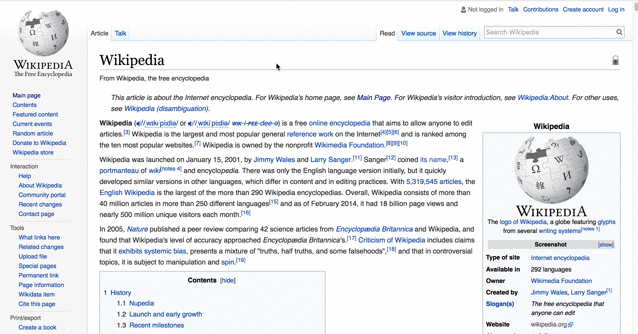 Not logged in Talk Contributions Create account Log in
Article Talk Read View source View history Search Wikipedia
WIKIPEDIA
The Free Encyclopedia
Main page
Contents
Featured content
Current events
Random article
Donate to Wikipedia
Wikipedia store
Interaction
Help
About Wikipedia
Community portal
Recent changes
Contact page
Tools
What links here
Related changes
Upload file
Special pages
Permanent link
Page information
Wikidata item
Cite this page
Print/export
Create a book
Wikipedia
From Wikipedia, the free encyclopedia
This article is about the Internet encyclopedia. For Wikipedia's home page, see Main Page. For Wikipedia's visitor introduction, see Wikipedia:About. For other uses,
see Wikipedia (disambiguation).
Wikipedia is a free online encyclopedia that aims to allow anyone to edit
articles.[3] Wikipedia is the largest and most popular general reference work on the Internet[4][5][6] and is ranked among
the ten most popular websites.[7] Wikipedia is owned by the nonprofit Wikimedia Foundation.[8][9][10]
Wikipedia was launched on January 15, 2001, by Jimmy Wales and Larry Sanger.[11] Sanger[12] coined its name,[13] a
portmanteau of wiki[notes 4] and encyclopedia. There was only the English language version initially, but it quickly
developed similar versions in other languages, which differ in content and in editing practices. With 5,319,545 articles, the
English Wikipedia is the largest of the more than 290 Wikipedia encyclopedias. Overall, Wikipedia consists of more than
40 million articles in more than 250 different languages[15] and as of February 2014, it had 18 billion page views and
nearly 500 million unique visitors each month.[16]
In 2005, Nature published a peer review comparing 42 science articles from Encyclopædia Britannica and Wikipedia, and
found that Wikipedia's level of accuracy approached Encyclopædia Britannica's.[17] Criticism of Wikipedia includes claims
that it exhibits systemic bias, presents a mixture of "truths, half truths, and some falsehoods",[18] and that in controversial
topics, it is subject to manipulation and spin.[19]
Contents [hide]
1 History
1.1 Nupedia
1.2 Launch and early growth
1.3 Recent milestones
Wikipedia
WIKIPEDIA
The logo of Wikipedia, a globe featuring glyphs
from several writing systems[notes 1]
Screenshot [show]
Type of site Internet encyclopedia
Available in 292 languages
Owner Wikimedia Foundation
Created by Jimmy Wales, Larry Sanger[1]
Slogan(s) The free encyclopedia
that anyone can edit
Website wikipedia.org